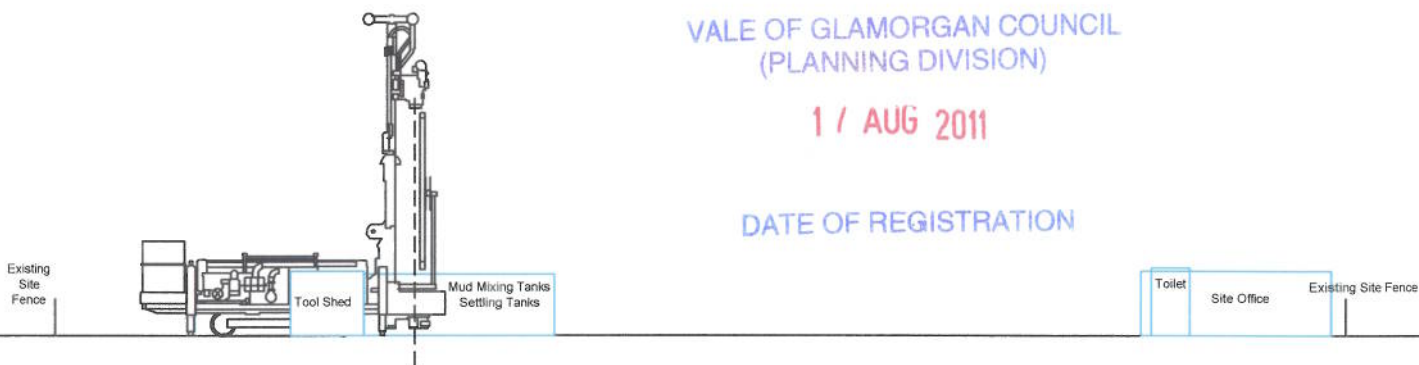 VALE OF GLAMORGAN COUNCIL
(PLANNING DIVISION)
AUG 2011
DATE OF REGISTRATION
Existing
Site
Fence
Tool Shed
Mud Mixing Tanks
Settling Tanks
Toilet
Site Office
Existing Site Fence